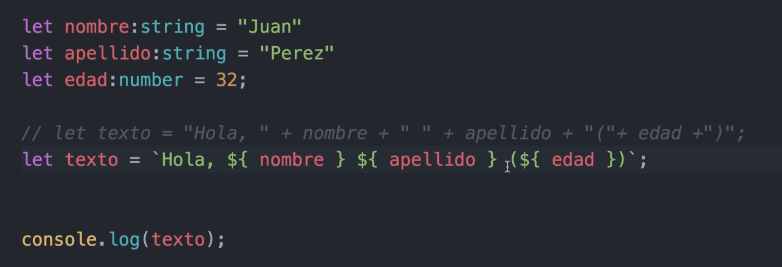 let nombre:string = "Juan"
let apellido:string = "Perez"
let edad:number = 32;
// let texto = "Hola, " + nombre + " " + apellido + "("+ edad +")";
let texto = `Hola, ${ nombre } ${ apellido } (${ edad })`;
console.log(texto);